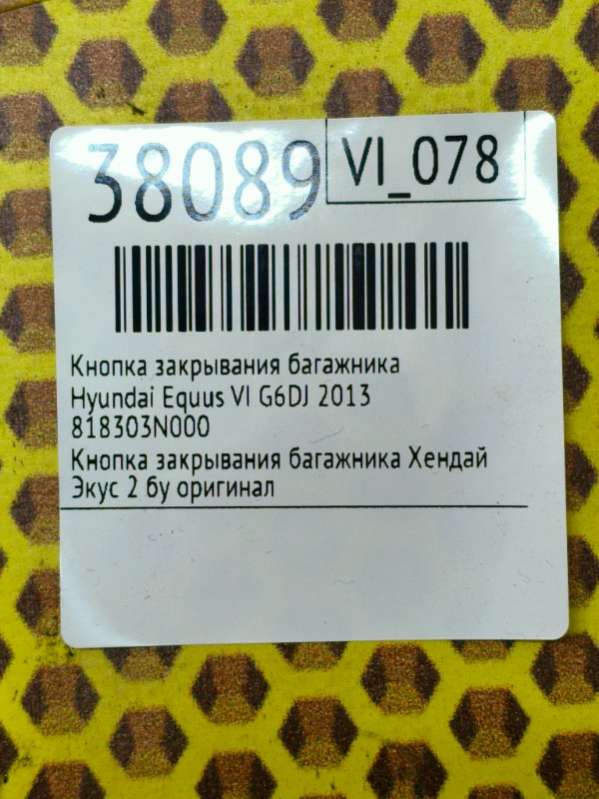 38089
VI_078
Кнопка закрывания багажника
Hyundai Equus VI G6DJ 2013
818303N000
Кнопка закрывания багажника Хендай
Экус 2 бу оригинал